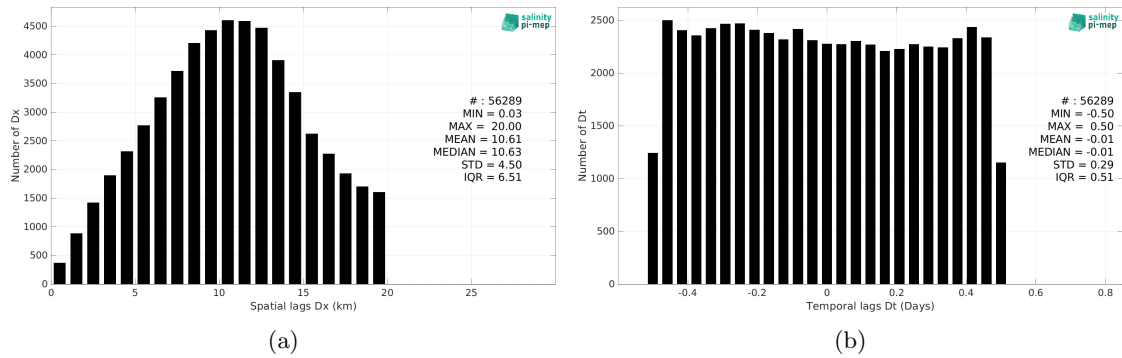 4500
4000
3500
3000
2500
2000
1500
1000
500
0
Number of Dx
salinity
pi-mep
# : 56289
MIN = 0.03
MAX = 20.00
MEAN = 10.61
MEDIAN = 10.63
STD = 4.50
IQR = 6.51
0 5 10 15 20 25
Spatial lags Dx (km)
(a)
2500
2000
1500
1000
500
0
Number of Dt
salinity
pi-mep
# : 56289
MIN = -0.50
MAX = 0.50
MEAN = -0.01
MEDIAN = -0.01
STD = 0.29
IQR = 0.51
-0.4 -0.2 0 0.2 0.4 0.6 0.8
Temporal lags Dt (Days)
(b)